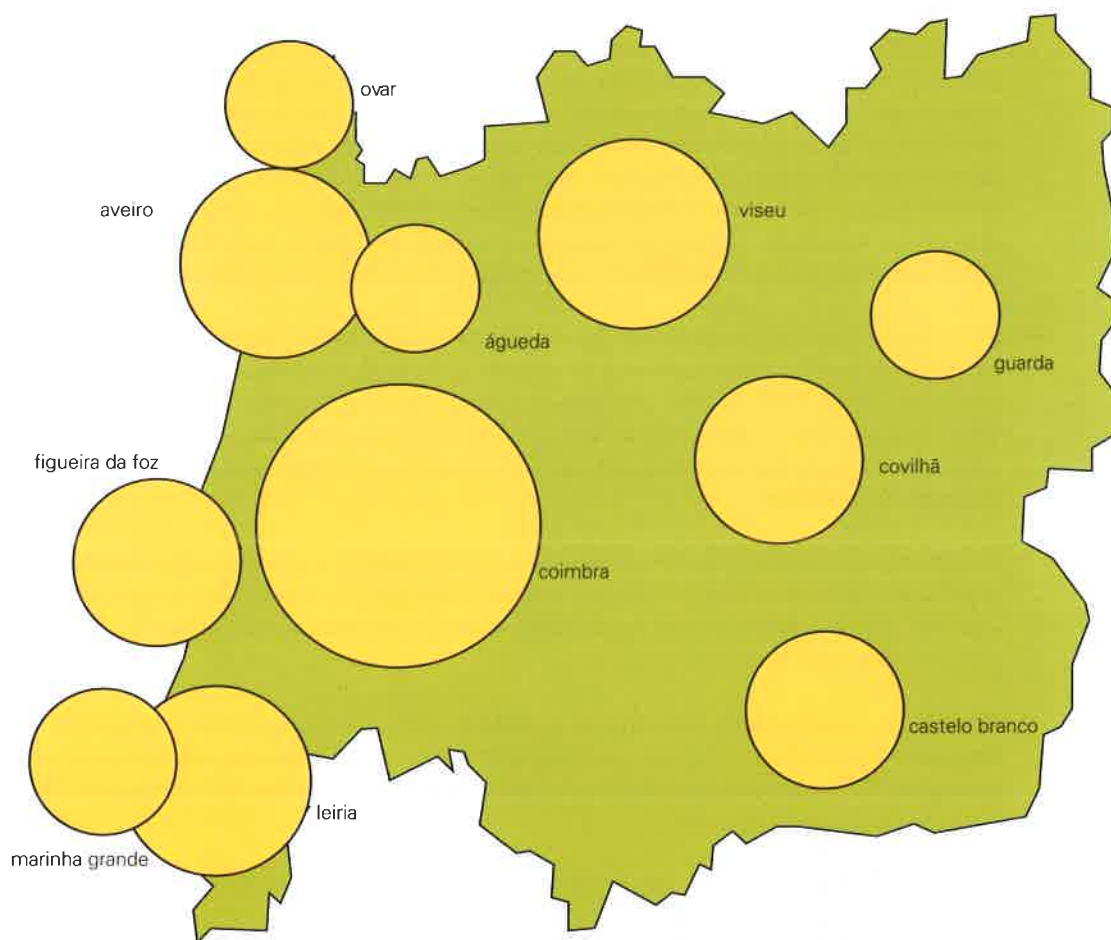 ovar
aveiro
viseu
águeda
guarda
figueira da foz
covilhã
coimbra
castelo branco
leiria
marinha grande